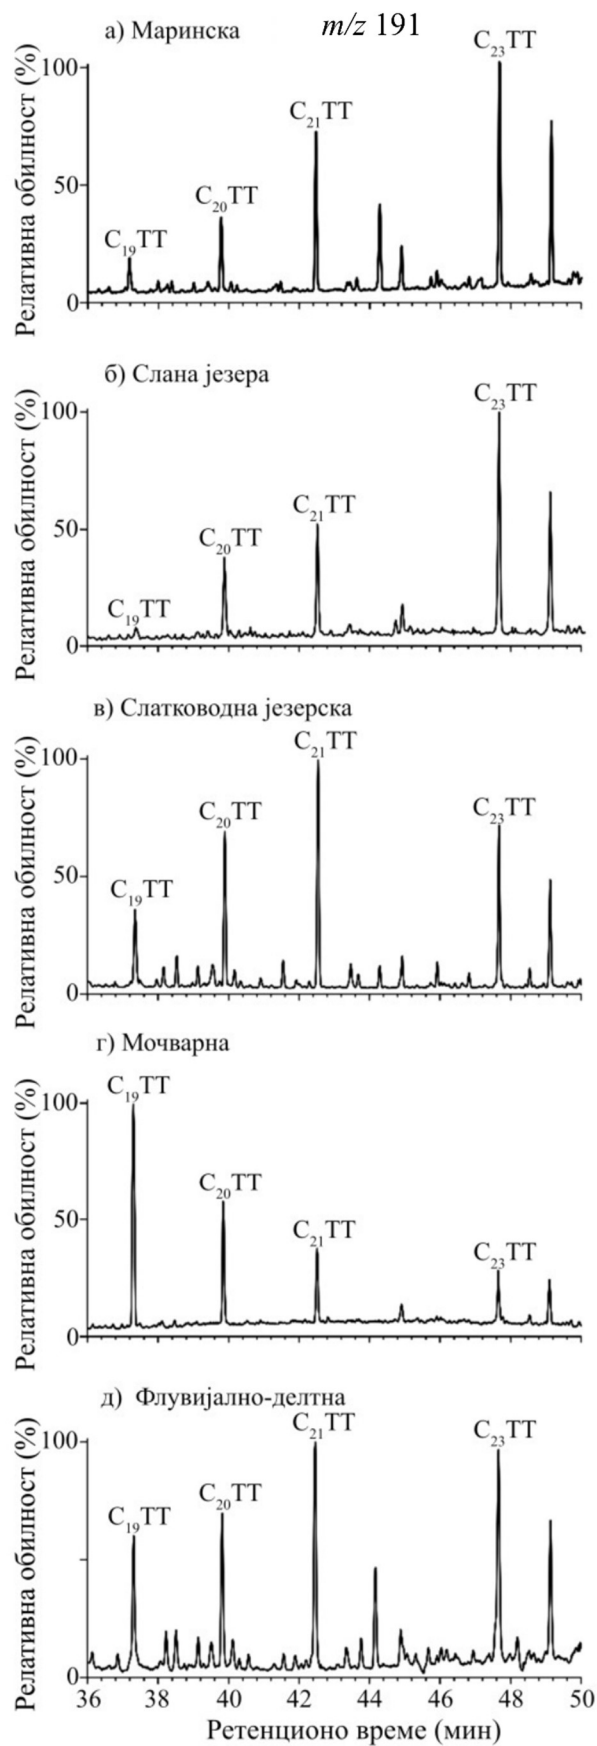 а) Маринска
m/z 191
C₂₃TT
C₂₁TT
C₂₀TT
C₁₉TT
100
50
0
Релативна обилност (%)
б) Слана језера
C₂₃TT
C₂₁TT
C₂₀TT
C₁₉TT
100
50
0
Релативна обилност (%)
в) Слатководна језерска
C₂₁TT
C₂₀TT
C₂₃TT
C₁₉TT
100
50
0
Релативна обилност (%)
г) Мочварна
C₁₉TT
C₂₀TT
C₂₁TT
C₂₃TT
100
50
0
Релативна обилност (%)
д) Флувијално-делтна
C₂₁TT
C₂₃TT
C₂₀TT
C₁₉TT
100
0
Релативна обилност (%)
36 38 40 42 44 46 48 50
Ретенционо време (мин)